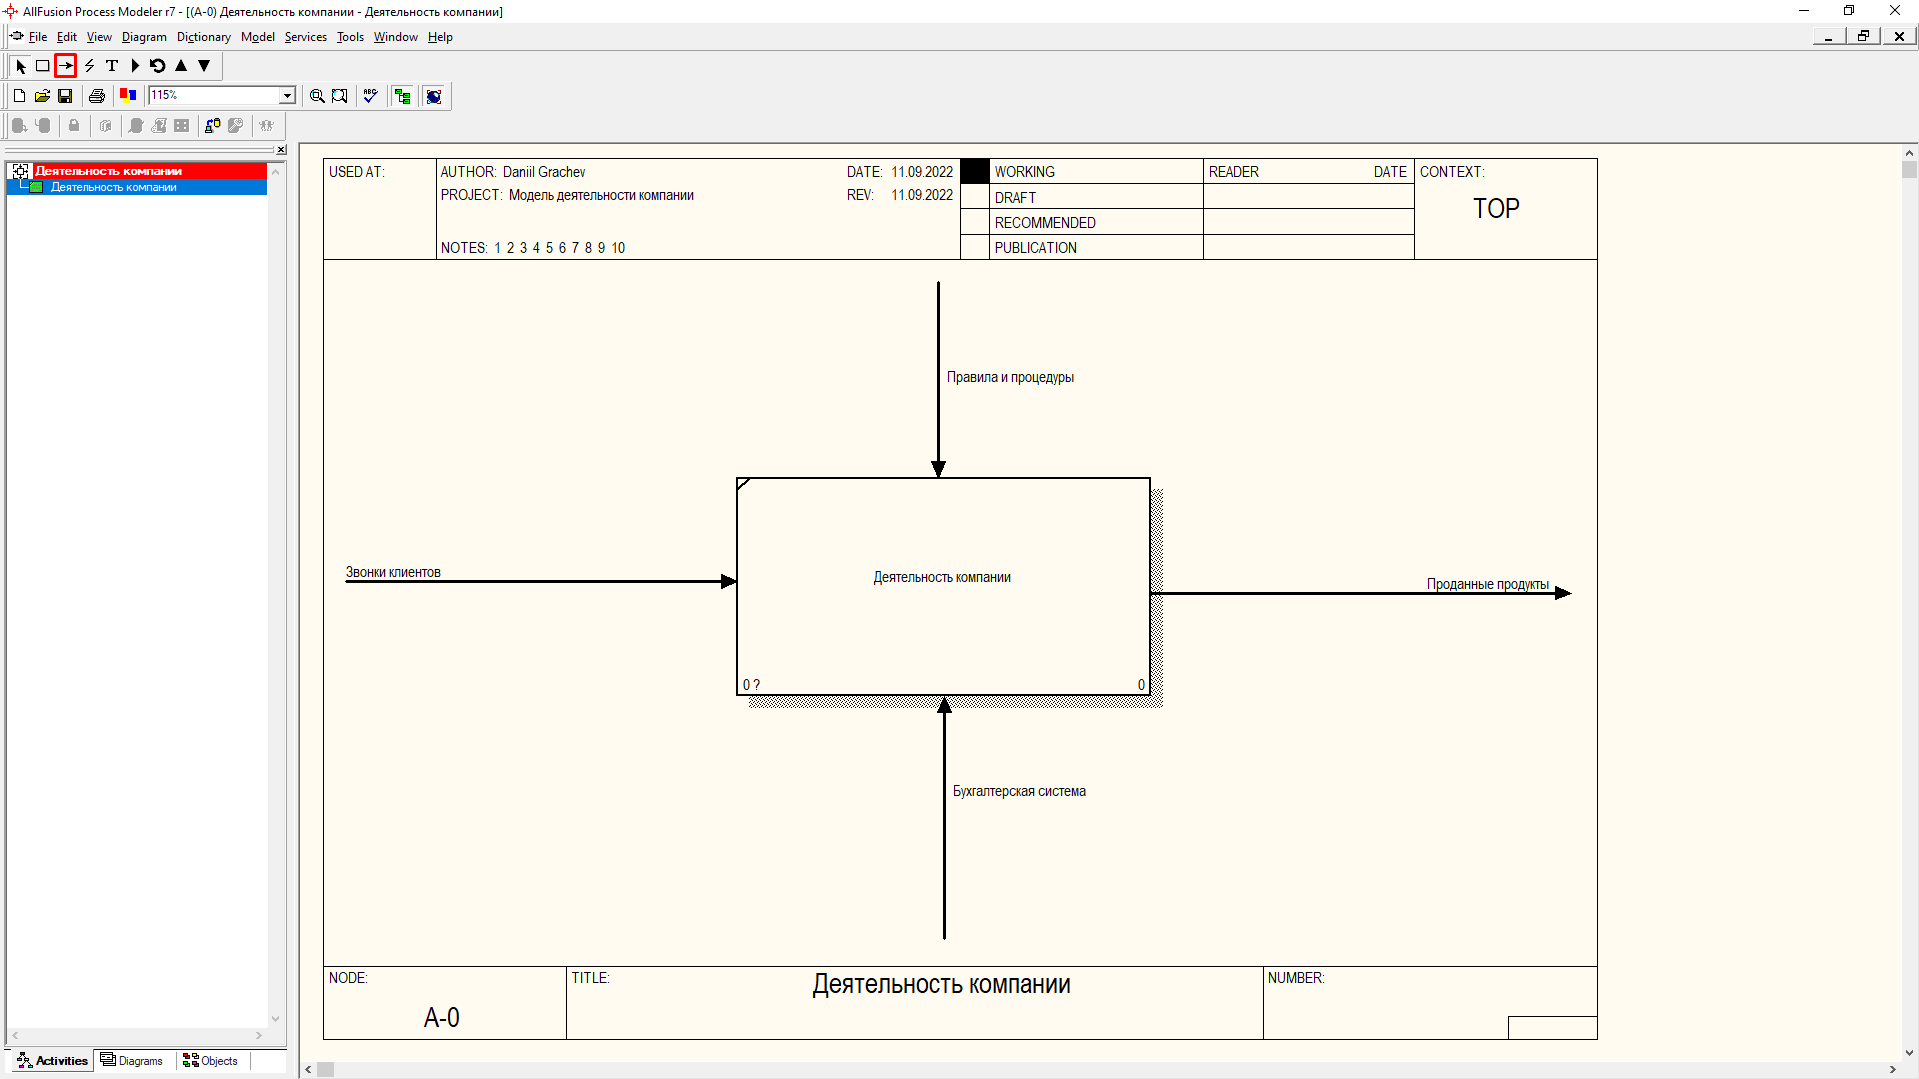 AllFusion Process Modeler r7 - [(A-0) Деятельность компании - Деятельность компании]
File Edit View Diagram Dictionary Model Services Tools Window Help
T
115%
ABC
Деятельность компании
Деятельность компании
Activities Diagrams Objects
USED AT:
AUTHOR: Daniil Grachev
DATE: 11.09.2022
PROJECT: Модель деятельности компании
REV: 11.09.2022
NOTES: 1 2 3 4 5 6 7 8 9 10
WORKING
DRAFT
RECOMMENDED
PUBLICATION
READER DATE
CONTEXT:
TOP
Правила и процедуры
Звонки клиентов
Деятельность компании
Проданные продукты
0 ? 0
Бухгалтерская система
NODE:
A-0
TITLE:
Деятельность компании
NUMBER: